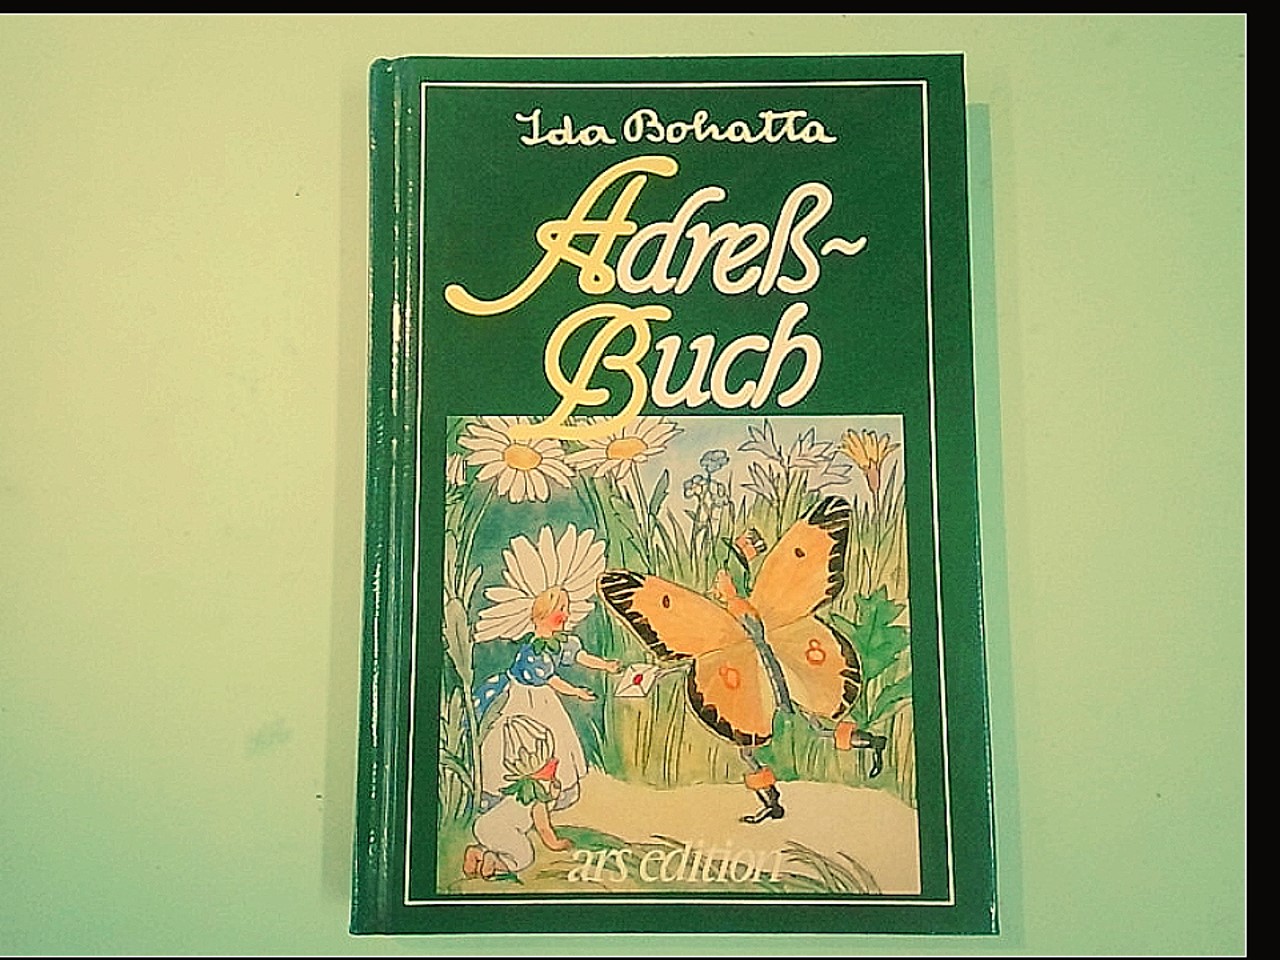 Ida Bohatta
Adreß~
Buch
ars edition